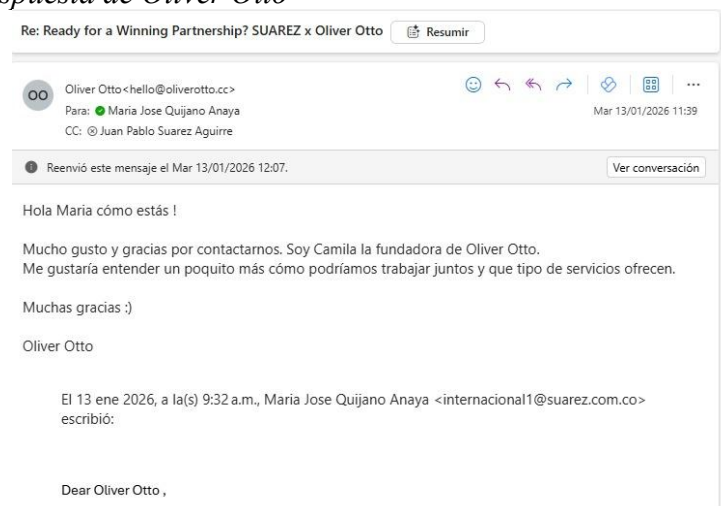 spuesta de Oliver Otto
Re: Ready for a Winning Partnership? SUAREZ x Oliver Otto Resumir
OO Oliver Otto<hello@oliverotto.cc>
Para: Maria Jose Quijano Anaya
Mar 13/01/2026 11:39
CC: Juan Pablo Suarez Aguirre
Reenvió este mensaje el Mar 13/01/2026 12:07. Ver conversación
Hola Maria cómo estás !
Mucho gusto y gracias por contactarnos. Soy Camila la fundadora de Oliver Otto.
Me gustaría entender un poquito más cómo podríamos trabajar juntos y que tipo de servicios ofrecen.
Muchas gracias :)
Oliver Otto
El 13 ene 2026, a la(s) 9:32 a.m., Maria Jose Quijano Anaya <internacional1@suarez.com.co>
escribió:
Dear Oliver Otto ,